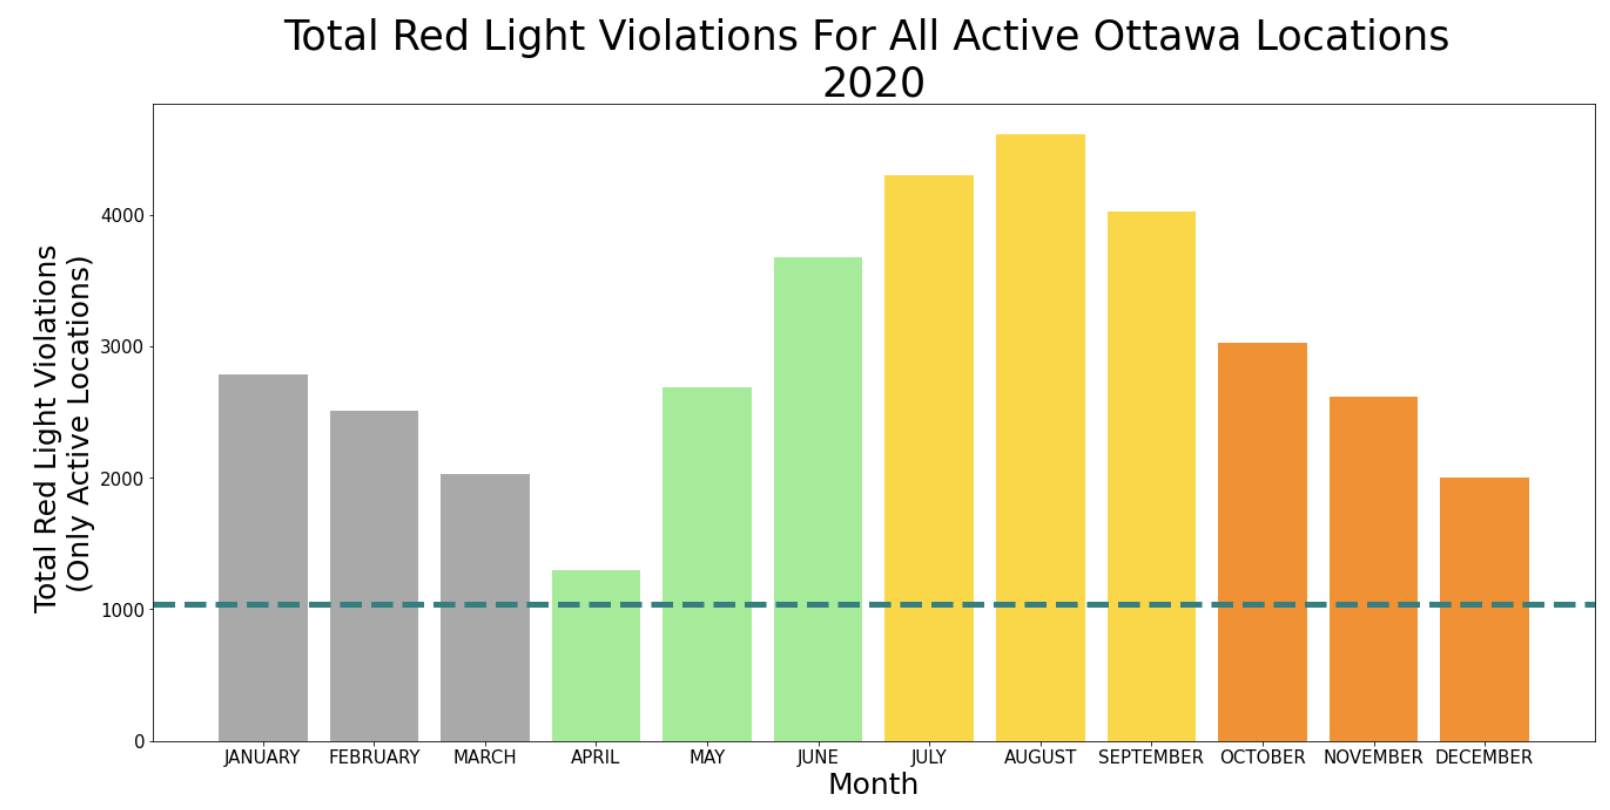 Total Red Light Violations For All Active Ottawa Locations
2020
Total Red Light Violations
(Only Active Locations)
4000
3000
2000
1000
0
JANUARY FEBRUARY MARCH APRIL MAY JUNE JULY AUGUST SEPTEMBER OCTOBER NOVEMBER DECEMBER
Month